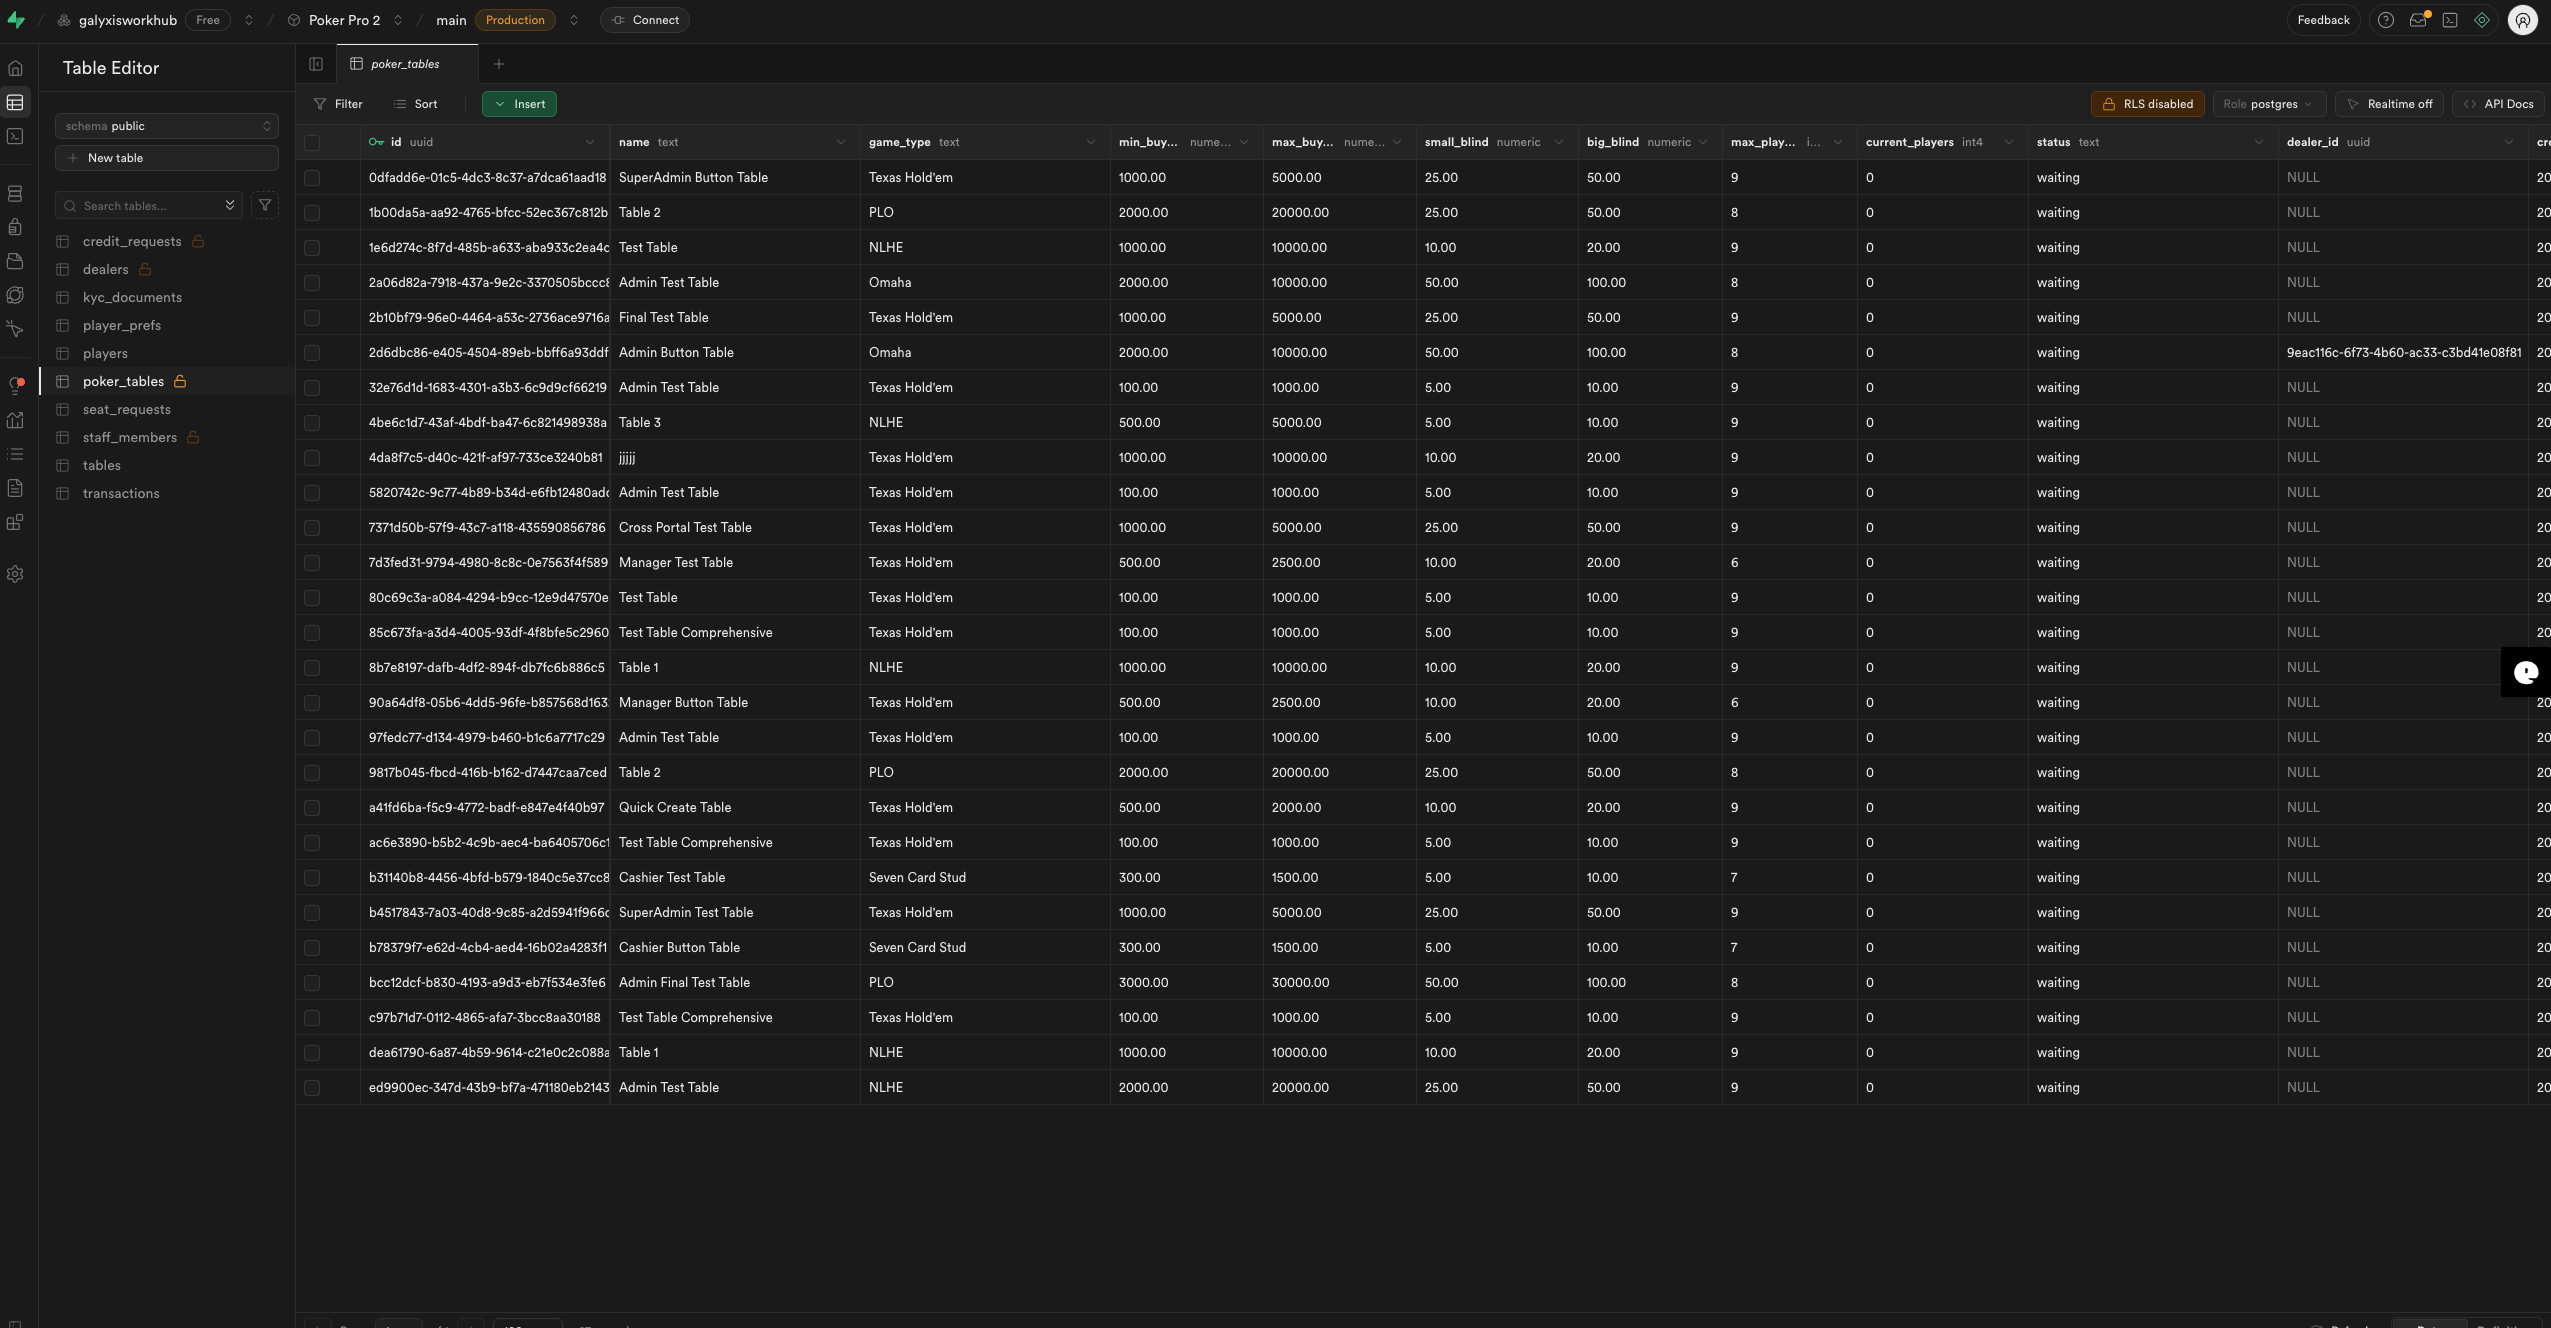 galyxisworkhub Free / Poker Pro 2 / main Production Connect Feedback
Table Editor poker_tables
Filter Sort Insert RLS disabled Role postgres Realtime off API Docs
schema public
New table
Search tables...
credit_requests
dealers
kyc_documents
player_prefs
players
poker_tables
seat_requests
staff_members
tables
transactions
id uuid name text game_type text min_buy... nume... max_buy... nume... small_blind numeric big_blind numeric max_play... i... current_players int4 status text dealer_id uuid cre
0dfadd6e-01c5-4dc3-8c37-a7dca61aad18 SuperAdmin Button Table Texas Hold'em 1000.00 5000.00 25.00 50.00 9 0 waiting NULL 20
1b00da5a-aa92-4765-bfcc-52ec367c812b Table 2 PLO 2000.00 20000.00 25.00 50.00 8 0 waiting NULL 20
1e6d274c-8f7d-485b-a633-aba933c2ea4c Test Table NLHE 1000.00 10000.00 10.00 20.00 9 0 waiting NULL 20
2a06d82a-7918-437a-9e2c-3370505bccc8 Admin Test Table Omaha 2000.00 10000.00 50.00 100.00 8 0 waiting NULL 20
2b10bf79-96e0-4464-a53c-2736ace9716a Final Test Table Texas Hold'em 1000.00 5000.00 25.00 50.00 9 0 waiting NULL 20
2d6dbc86-e405-4504-89eb-bbff6a93ddf Admin Button Table Omaha 2000.00 10000.00 50.00 100.00 8 0 waiting 9eac116c-6f73-4b60-ac33-c3bd41e08f81 20
32e76d1d-1683-4301-a3b3-6c9d9cf66219 Admin Test Table Texas Hold'em 100.00 1000.00 5.00 10.00 9 0 waiting NULL 20
4be6c1d7-43af-4bdf-ba47-6c821498938a Table 3 NLHE 500.00 5000.00 5.00 10.00 9 0 waiting NULL 20
4da8f7c5-d40c-421f-af97-733ce3240b81 jjjjj Texas Hold'em 1000.00 10000.00 10.00 20.00 9 0 waiting NULL 20
5820742c-9c77-4b89-b34d-e6fb12480adc Admin Test Table Texas Hold'em 100.00 1000.00 5.00 10.00 9 0 waiting NULL 20
7371d50b-57f9-43c7-a118-435590856786 Cross Portal Test Table Texas Hold'em 1000.00 5000.00 25.00 50.00 9 0 waiting NULL 20
7d3fed31-9794-4980-8c8c-0e7563f4f589 Manager Test Table Texas Hold'em 500.00 2500.00 10.00 20.00 6 0 waiting NULL 20
80c69c3a-a084-4294-b9cc-12e9d47570e Test Table Texas Hold'em 100.00 1000.00 5.00 10.00 9 0 waiting NULL 20
85c673fa-a3d4-4005-93df-4f8bfe5c2960 Test Table Comprehensive Texas Hold'em 100.00 1000.00 5.00 10.00 9 0 waiting NULL 20
8b7e8197-dafb-4df2-894f-db7fc6b886c5 Table 1 NLHE 1000.00 10000.00 10.00 20.00 9 0 waiting NULL
90a64df8-05b6-4dd5-96fe-b857568d163 Manager Button Table Texas Hold'em 500.00 2500.00 10.00 20.00 6 0 waiting NULL 20
97fedc77-d134-4979-b460-b1c6a7717c29 Admin Test Table Texas Hold'em 100.00 1000.00 5.00 10.00 9 0 waiting NULL 20
9817b045-fbcd-416b-b162-d7447caa7ced Table 2 PLO 2000.00 20000.00 25.00 50.00 8 0 waiting NULL 20
a41fd6ba-f5c9-4772-badf-e847e4f40b97 Quick Create Table Texas Hold'em 500.00 2000.00 10.00 20.00 9 0 waiting NULL 20
ac6e3890-b5b2-4c9b-aec4-ba6405706c1 Test Table Comprehensive Texas Hold'em 100.00 1000.00 5.00 10.00 9 0 waiting NULL 20
b31140b8-4456-4bfd-b579-1840c5e37cc8 Cashier Test Table Seven Card Stud 300.00 1500.00 5.00 10.00 7 0 waiting NULL 20
b4517843-7a03-40d8-9c85-a2d5941f966c SuperAdmin Test Table Texas Hold'em 1000.00 5000.00 25.00 50.00 9 0 waiting NULL 20
b78379f7-e62d-4cb4-aed4-16b02a4283f1 Cashier Button Table Seven Card Stud 300.00 1500.00 5.00 10.00 7 0 waiting NULL 20
bcc12dcf-b830-4193-a9d3-eb7f534e3fe6 Admin Final Test Table PLO 3000.00 30000.00 50.00 100.00 8 0 waiting NULL 20
c97b71d7-0112-4865-afa7-3bcc8aa30188 Test Table Comprehensive Texas Hold'em 100.00 1000.00 5.00 10.00 9 0 waiting NULL 20
dea61790-6a87-4b59-9614-c21e0c2c088a Table 1 NLHE 1000.00 10000.00 10.00 20.00 9 0 waiting NULL 20
ed9900ec-347d-43b9-bf7a-471180eb2143 Admin Test Table NLHE 2000.00 20000.00 25.00 50.00 9 0 waiting NULL 20